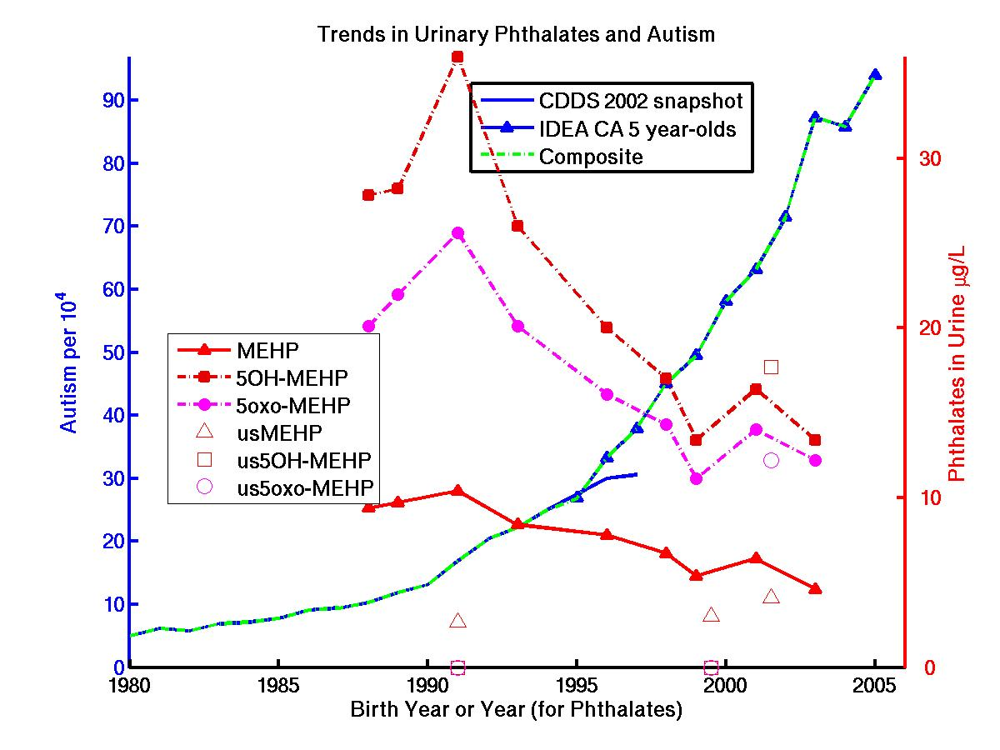 Trends in Urinary Phthalates and Autism
CDDS 2002 snapshot
IDEA CA 5 year-olds
Composite
90
80
70
60
50
40
30
20
10
0
Autism per 10⁴
30
20
10
0
Phthalates in Urine µg/L
MEHP
5OH-MEHP
5oxo-MEHP
usMEHP
us5OH-MEHP
us5oxo-MEHP
1980 1985 1990 1995 2000 2005
Birth Year or Year (for Phthalates)